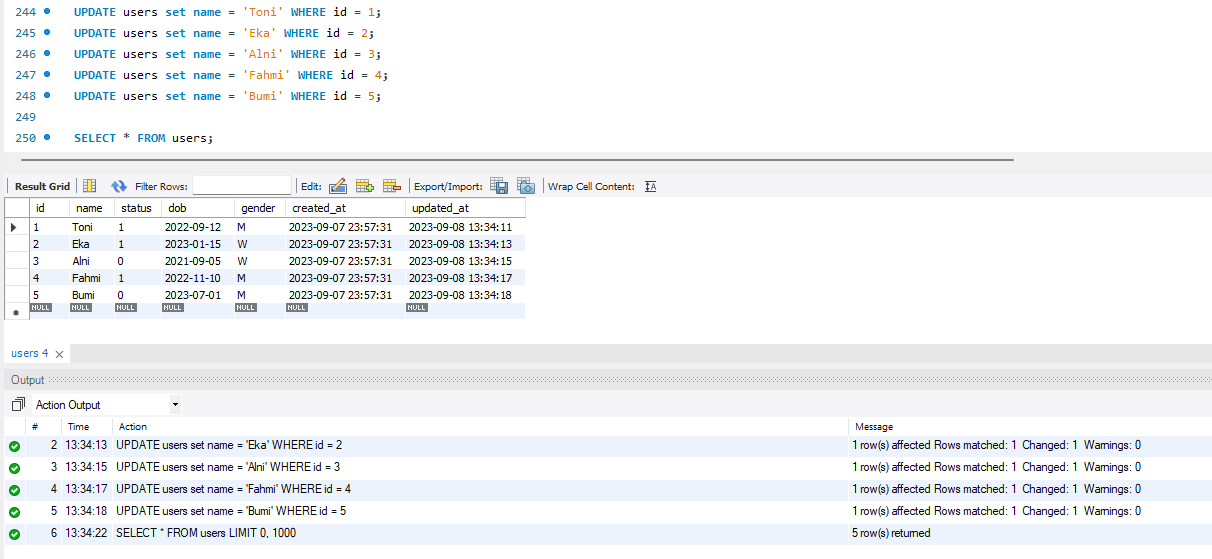 244 UPDATE users set name = 'Toni' WHERE id = 1;
245 UPDATE users set name = 'Eka' WHERE id = 2;
246 UPDATE users set name = 'Alni' WHERE id = 3;
247 UPDATE users set name = 'Fahmi' WHERE id = 4;
248 UPDATE users set name = 'Bumi' WHERE id = 5;
249
250 SELECT * FROM users;
Result Grid Filter Rows: Edit: Export/Import: Wrap Cell Content: IA
id name status dob gender created_at updated_at
1 Toni 1 2022-09-12 M 2023-09-07 23:57:31 2023-09-08 13:34:11
2 Eka 1 2023-01-15 W 2023-09-07 23:57:31 2023-09-08 13:34:13
3 Alni 0 2021-09-05 W 2023-09-07 23:57:31 2023-09-08 13:34:15
4 Fahmi 1 2022-11-10 M 2023-09-07 23:57:31 2023-09-08 13:34:17
5 Bumi 0 2023-07-01 M 2023-09-07 23:57:31 2023-09-08 13:34:18
NULL NULL NULL NULL NULL NULL NULL
users 4
Output
Action Output
# Time Action Message
2 13:34:13 UPDATE users set name = 'Eka' WHERE id = 2 1 row(s) affected Rows matched: 1 Changed: 1 Warnings: 0
3 13:34:15 UPDATE users set name = 'Alni' WHERE id = 3 1 row(s) affected Rows matched: 1 Changed: 1 Warnings: 0
4 13:34:17 UPDATE users set name = 'Fahmi' WHERE id = 4 1 row(s) affected Rows matched: 1 Changed: 1 Warnings: 0
5 13:34:18 UPDATE users set name = 'Bumi' WHERE id = 5 1 row(s) affected Rows matched: 1 Changed: 1 Warnings: 0
6 13:34:22 SELECT * FROM users LIMIT 0, 1000 5 row(s) returned